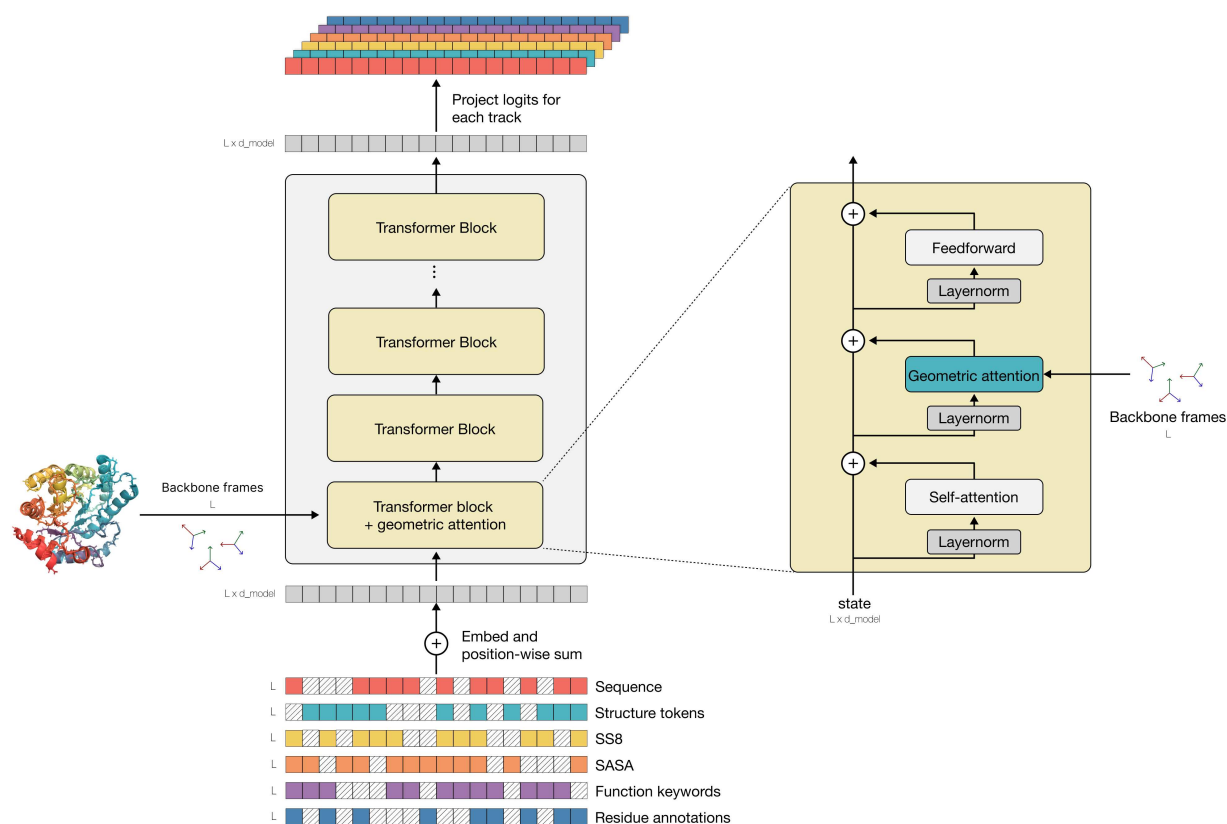 Project logits for
each track
L x d_model
Transformer Block
⋮
Transformer Block
Transformer Block
Transformer block
+ geometric attention
Backbone frames
L
L x d_model
+
Embed and
position-wise sum
L
Sequence
L
Structure tokens
L
SS8
L
SASA
L
Function keywords
L
Residue annotations
+
Feedforward
Layernorm
+
Geometric attention
Layernorm
Backbone frames
L
+
Self-attention
Layernorm
state
L x d_model